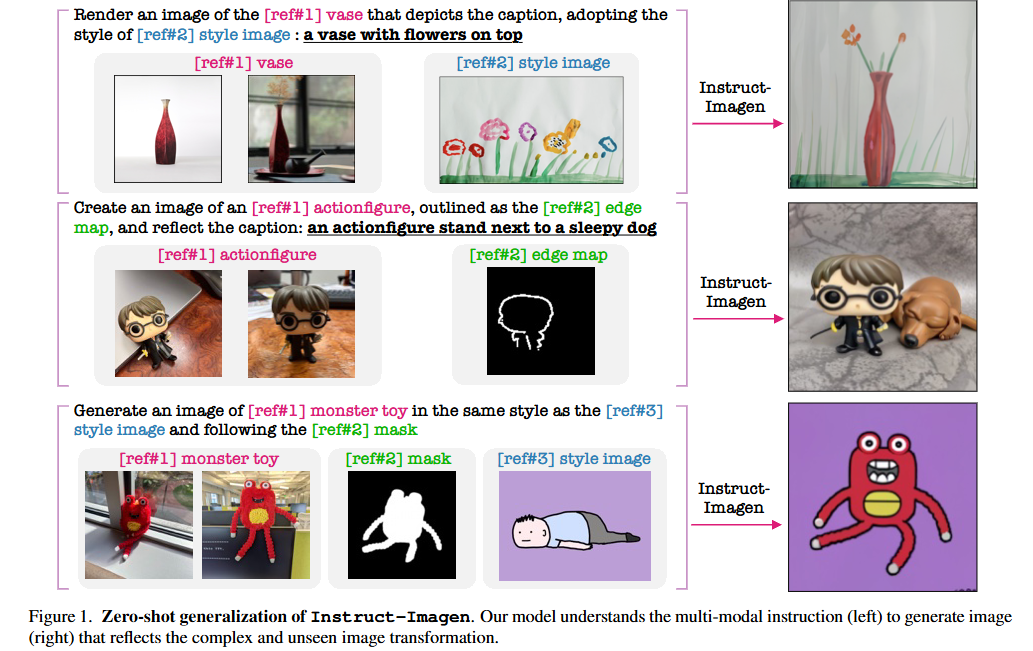 Render an image of the [ref#1] vase that depicts the caption, adopting the
style of [ref#2] style image : a vase with flowers on top
[ref#1] vase
[ref#2] style image
Instruct-
Imagen
Create an image of an [ref#1] actionfigure, outlined as the [ref#2] edge
map, and reflect the caption: an actionfigure stand next to a sleepy dog
[ref#1] actionfigure
[ref#2] edge map
Instruct-
Imagen
Generate an image of [ref#1] monster toy in the same style as the [ref#3]
style image and following the [ref#2] mask
[ref#1] monster toy
[ref#2] mask
[ref#3] style image
Instruct-
Imagen
Figure 1. Zero-shot generalization of Instruct-Imagen. Our model understands the multi-modal instruction (left) to generate image
(right) that reflects the complex and unseen image transformation.